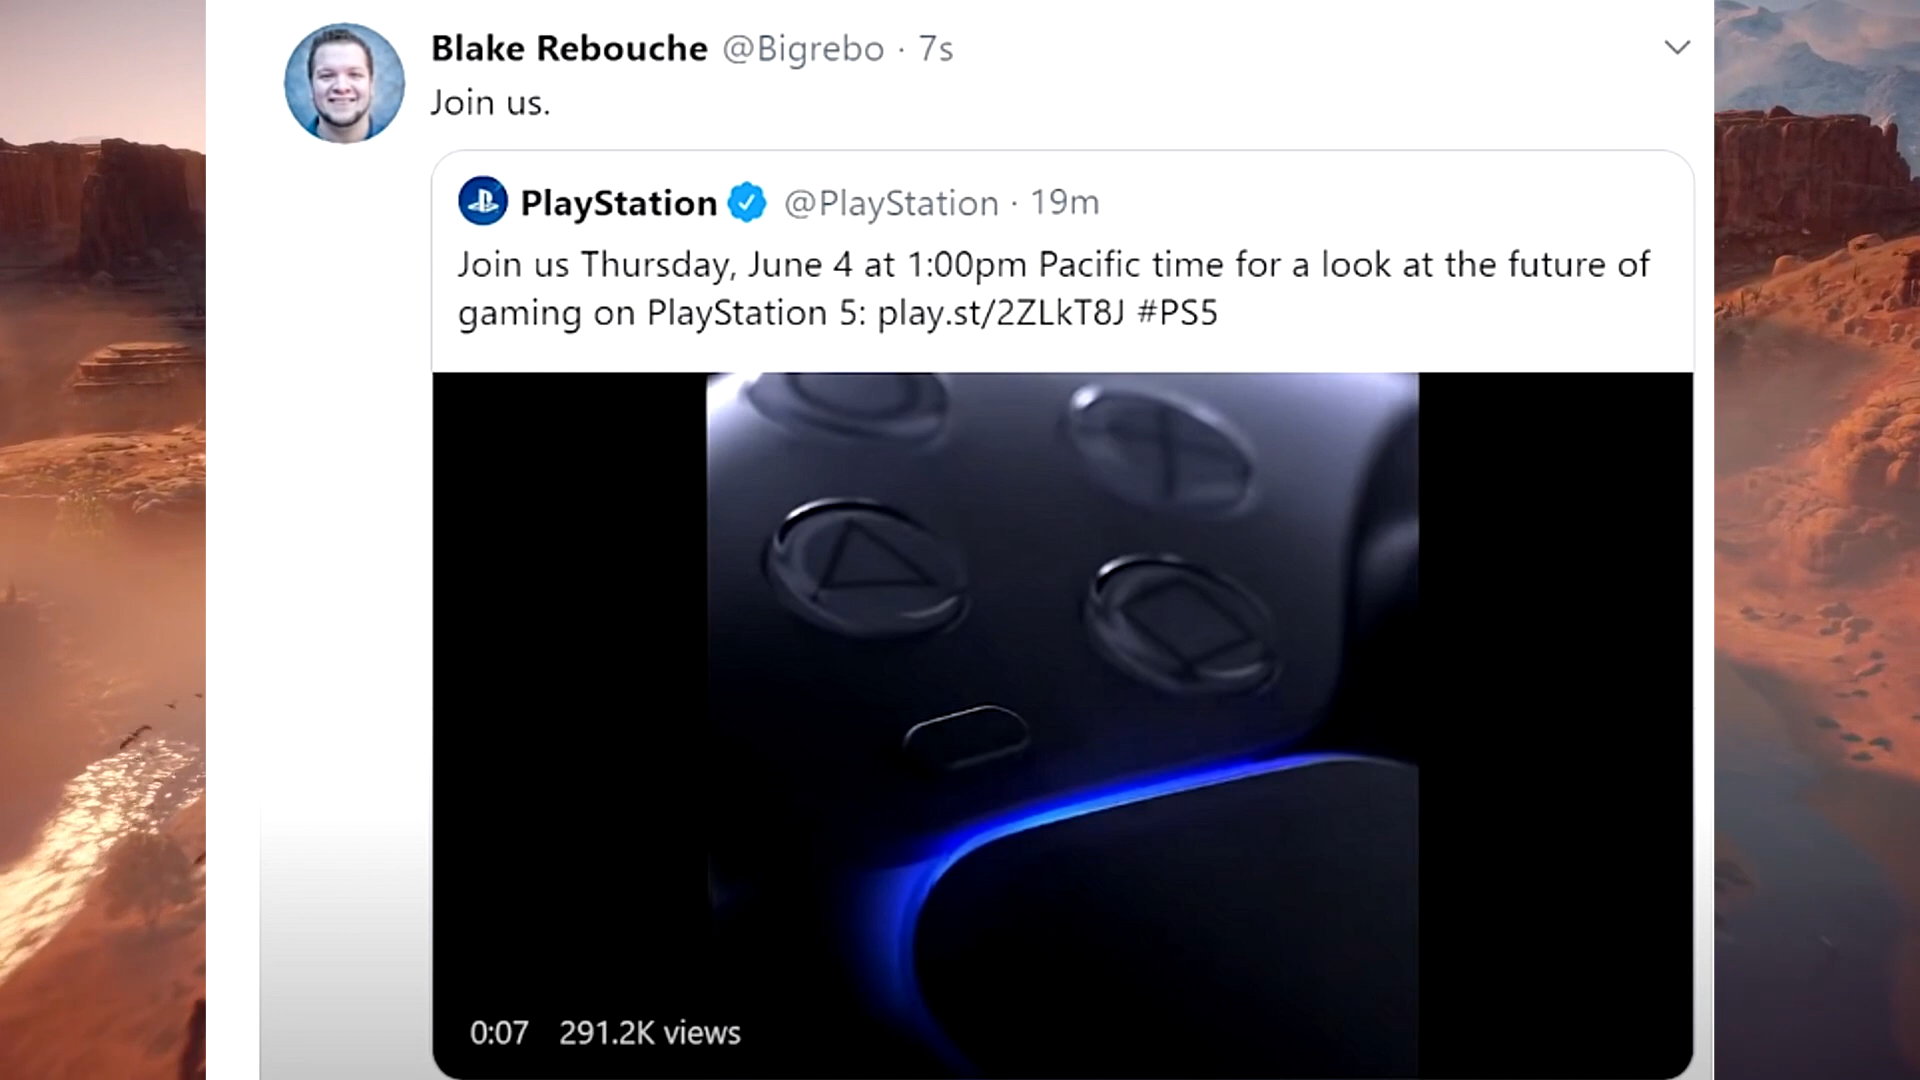 Blake Rebouche @Bigrebo · 7s
Join us.
PlayStation @PlayStation · 19m
Join us Thursday, June 4 at 1:00pm Pacific time for a look at the future of
gaming on PlayStation 5: play.st/2ZLkT8J #PS5
0:07 291.2K views